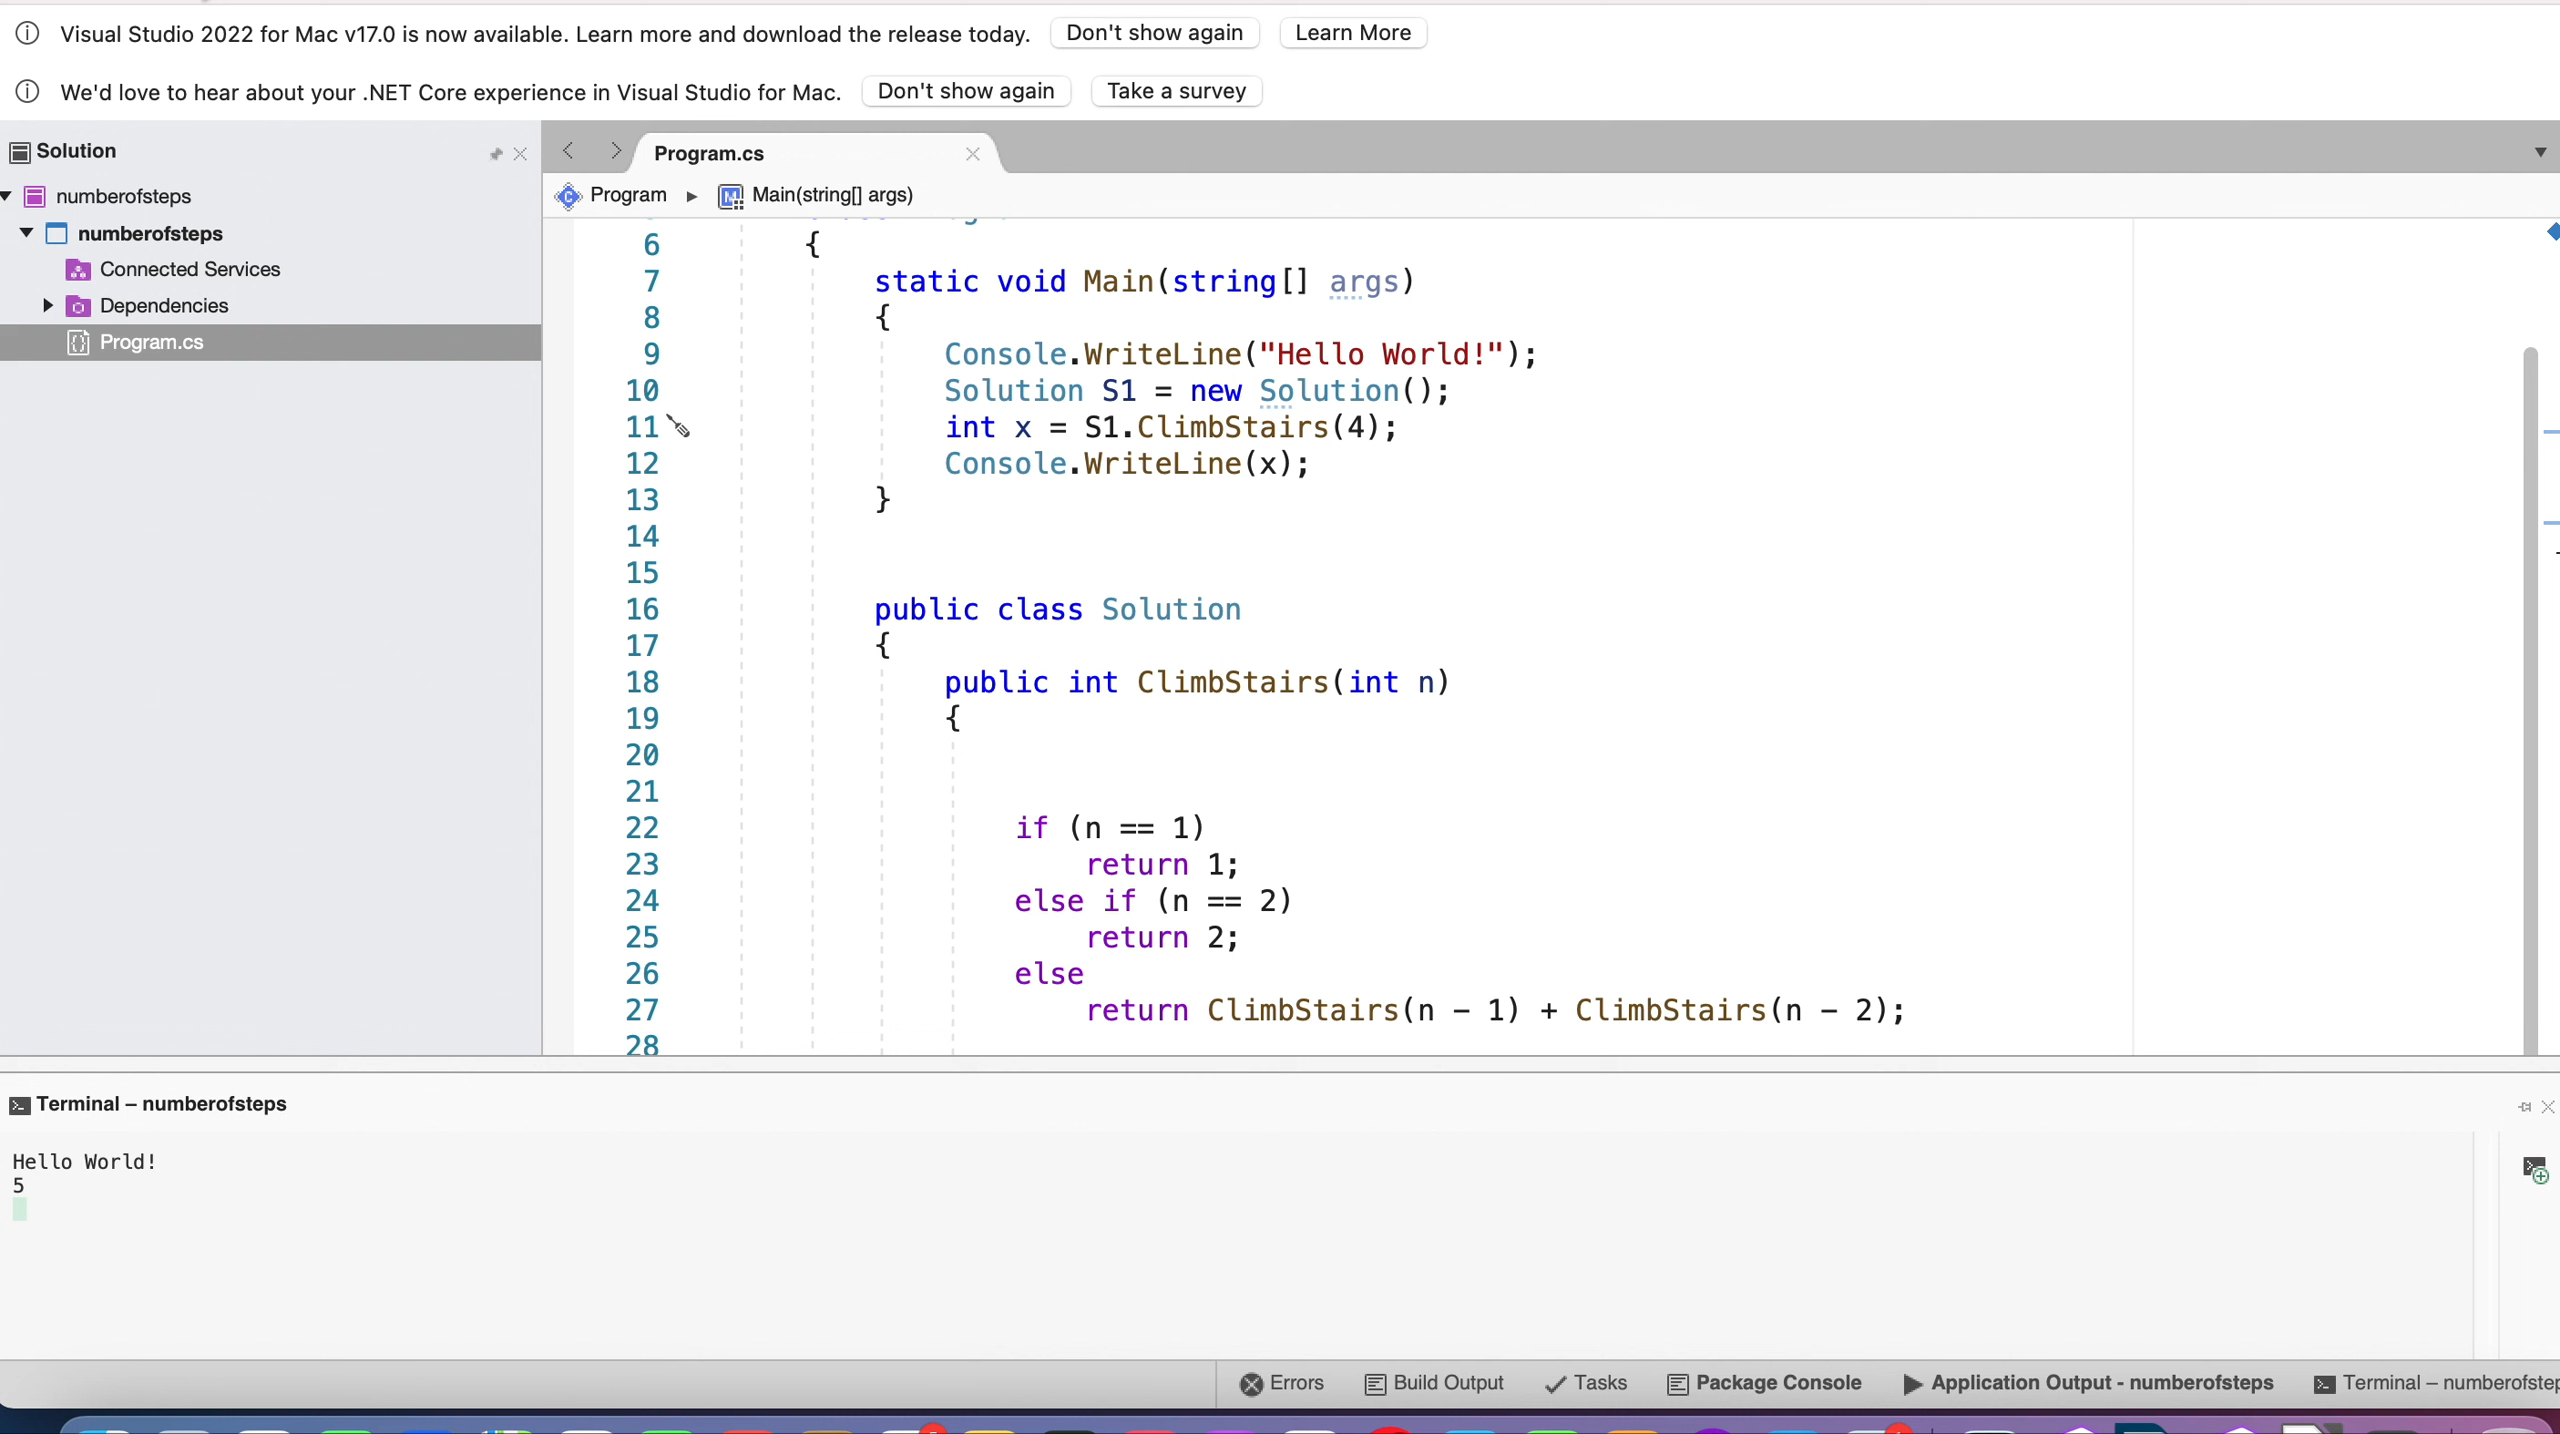 Visual Studio 2022 for Mac v17.0 is now available. Learn more and download the release today. Don't show again Learn More
We'd love to hear about your .NET Core experience in Visual Studio for Mac. Don't show again Take a survey
Solution
numberofsteps
numberofsteps
Connected Services
Dependencies
Program.cs
Program.cs
Program ▸ Main(string[] args)
6 {
7 static void Main(string[] args)
8 {
9 Console.WriteLine("Hello World!");
10 Solution S1 = new Solution();
11 int x = S1.ClimbStairs(4);
12 Console.WriteLine(x);
13 }
14
15
16 public class Solution
17 {
18 public int ClimbStairs(int n)
19 {
20
21
22 if (n == 1)
23 return 1;
24 else if (n == 2)
25 return 2;
26 else
27 return ClimbStairs(n - 1) + ClimbStairs(n - 2);
28
Terminal – numberofsteps
Hello World!
5
Errors Build Output Tasks Package Console Application Output - numberofsteps Terminal – numberofstep